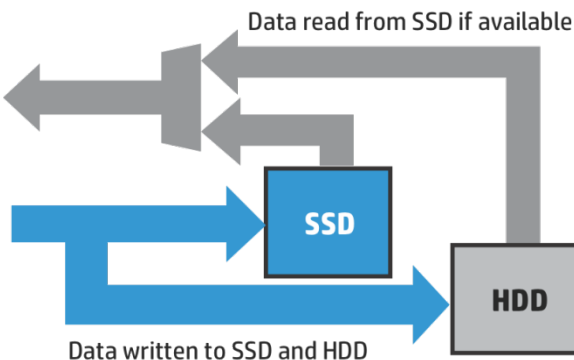 Data read from SSD if available
SSD
HDD
Data written to SSD and HDD